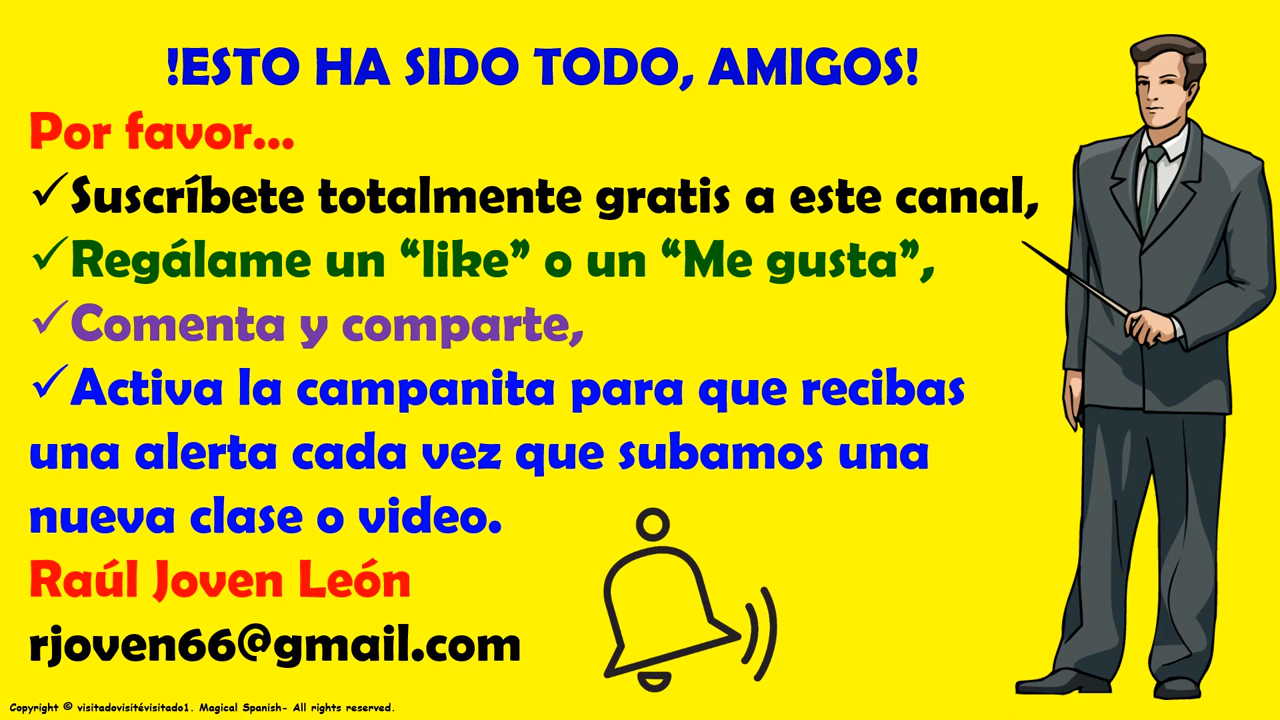 !ESTO HA SIDO TODO, AMIGOS!
Por favor...
✓Suscríbete totalmente gratis a este canal,
✓Regálame un “like” o un “Me gusta”,
✓Comenta y comparte,
✓Activa la campanita para que recibas
una alerta cada vez que subamos una
nueva clase o video.
Raúl Joven León
rjoven66@gmail.com
Copyright © visitadovisitévisitado1. Magical Spanish- All rights reserved.